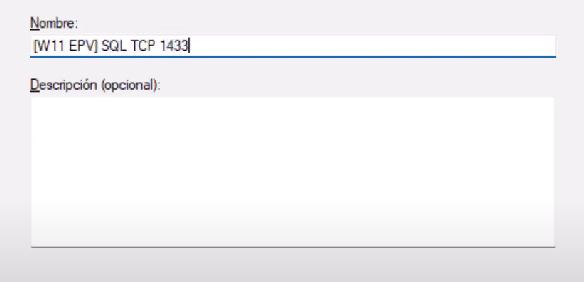 Nombre:
[W11 EPV] SQL TCP 1433
Descripción (opcional):